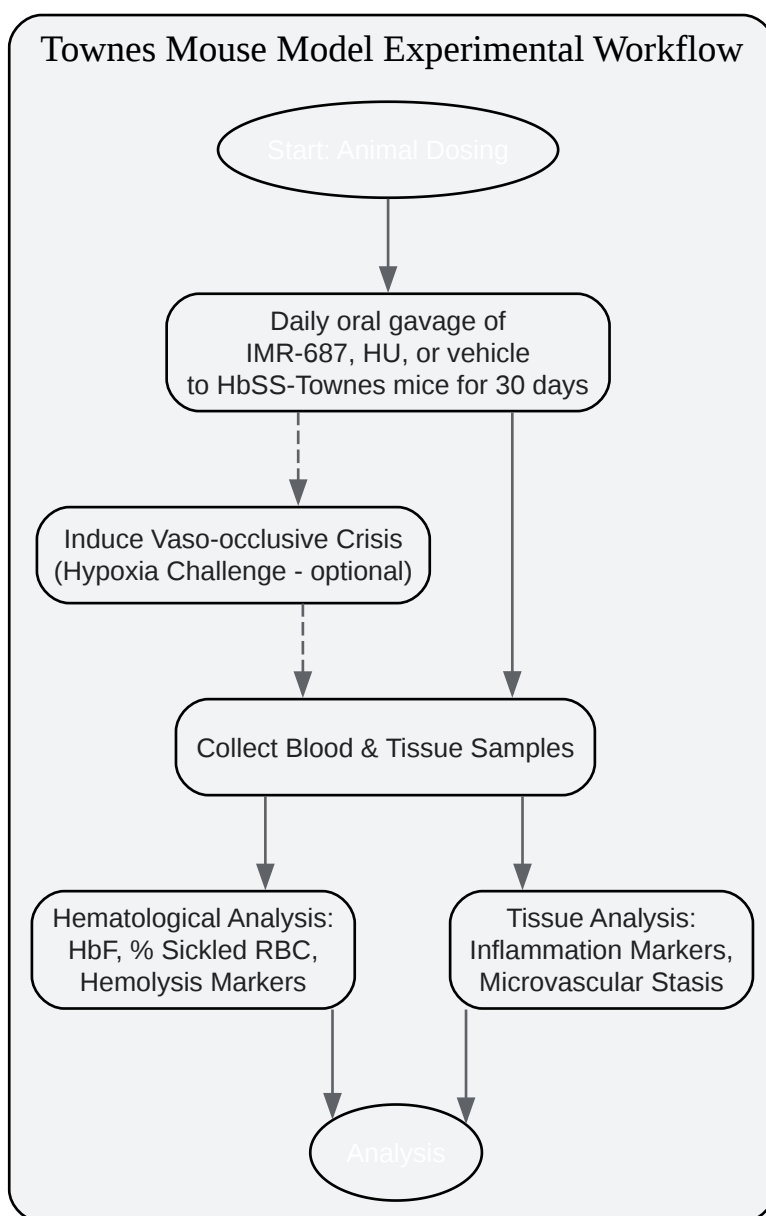 Townes Mouse Model Experimental Workflow
Start: Animal Dosing
Daily oral gavage of
IMR-687, HU, or vehicle
to HbSS-Townes mice for 30 days
Induce Vaso-occlusive Crisis
(Hypoxia Challenge - optional)
Collect Blood & Tissue Samples
Hematological Analysis:
HbF, % Sickled RBC,
Hemolysis Markers
Tissue Analysis:
Inflammation Markers,
Microvascular Stasis
Analysis